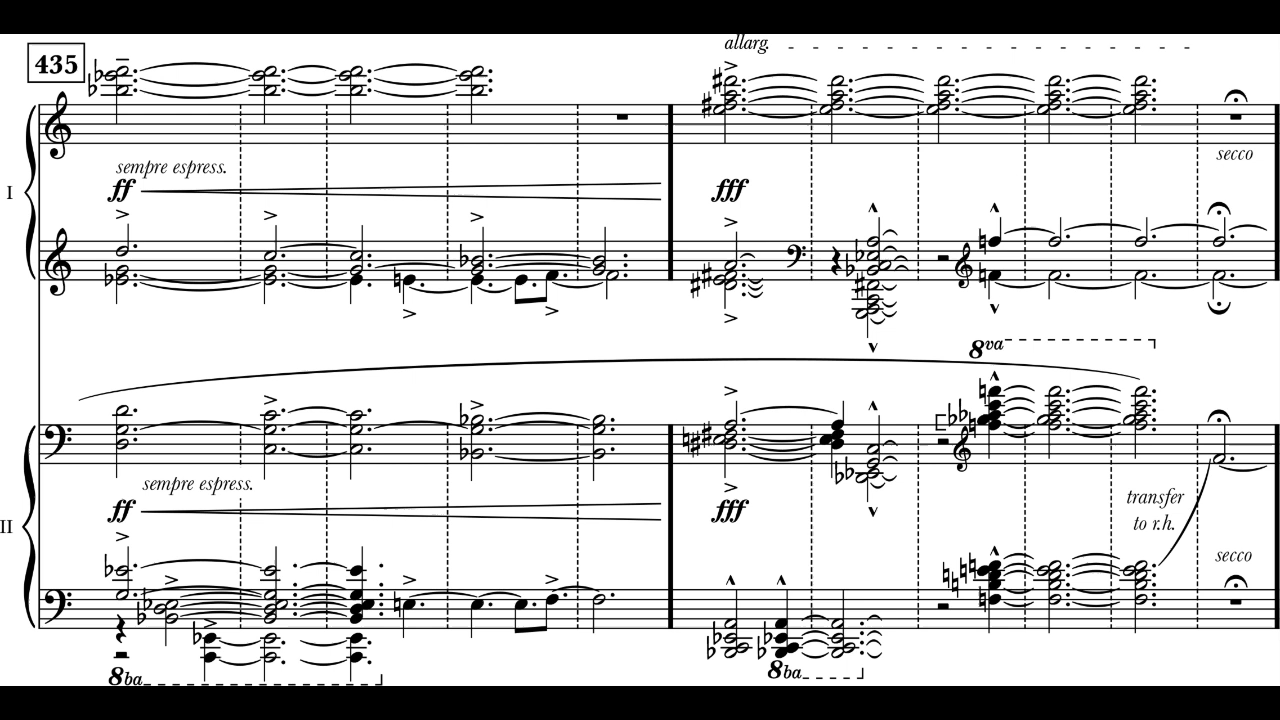 allarg.
435
sempre espress.
ff
fff
secco
I
8va
sempre espress.
ff
fff
transfer
to r.h.
secco
II
8ba
8ba